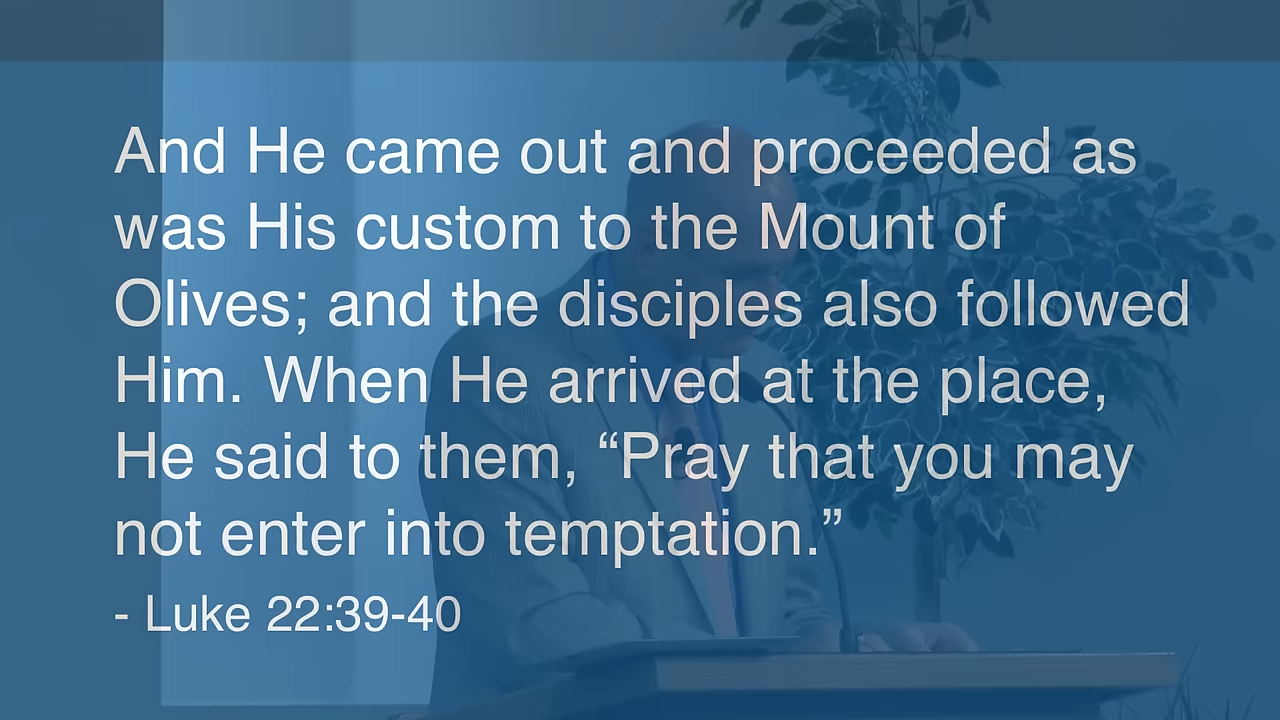 And He came out and proceeded as
was His custom to the Mount of
Olives; and the disciples also followed
Him. When He arrived at the place,
He said to them, “Pray that you may
not enter into temptation.”
- Luke 22:39-40